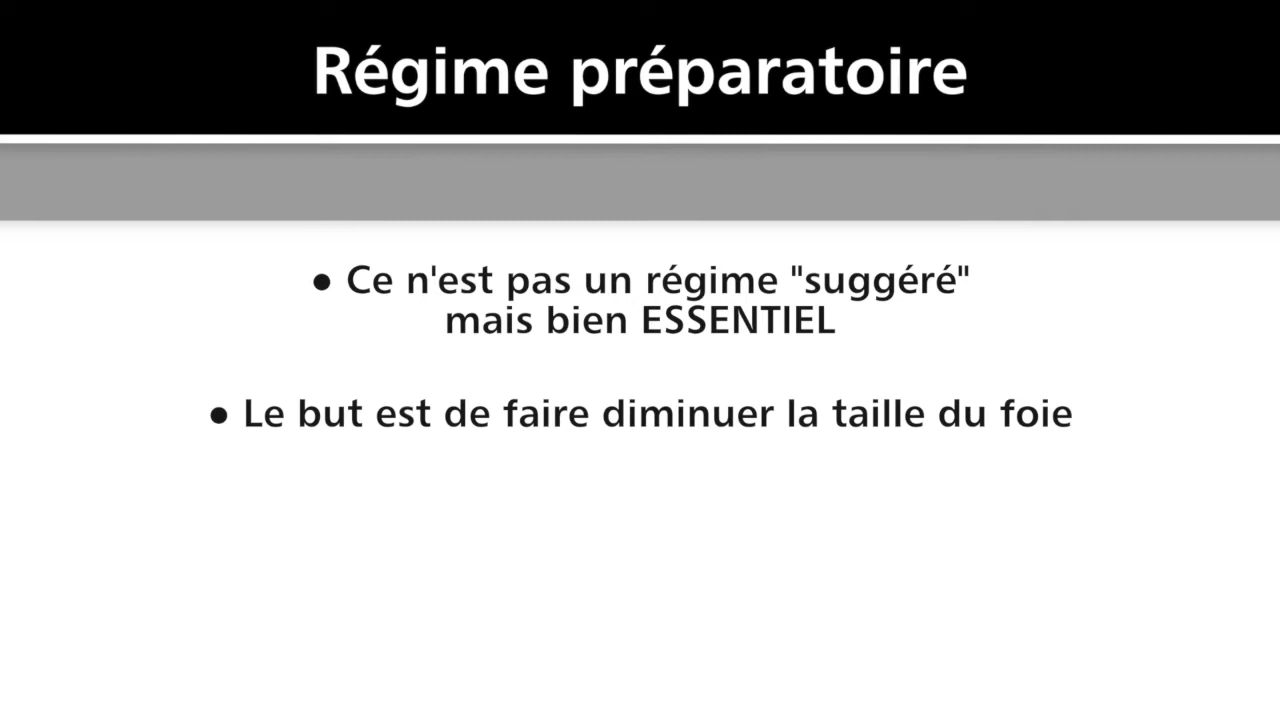 Régime préparatoire
● Ce n'est pas un régime "suggéré"
mais bien ESSENTIEL
● Le but est de faire diminuer la taille du foie